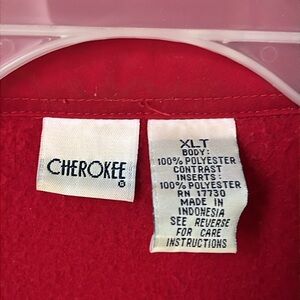 CHEROKEE®
XLT
BODY:
100% POLYESTER
CONTRAST
INSERTS:
100% POLYESTER
RN 17730
MADE IN
INDONESIA
SEE REVERSE
FOR CARE
INSTRUCTIONS